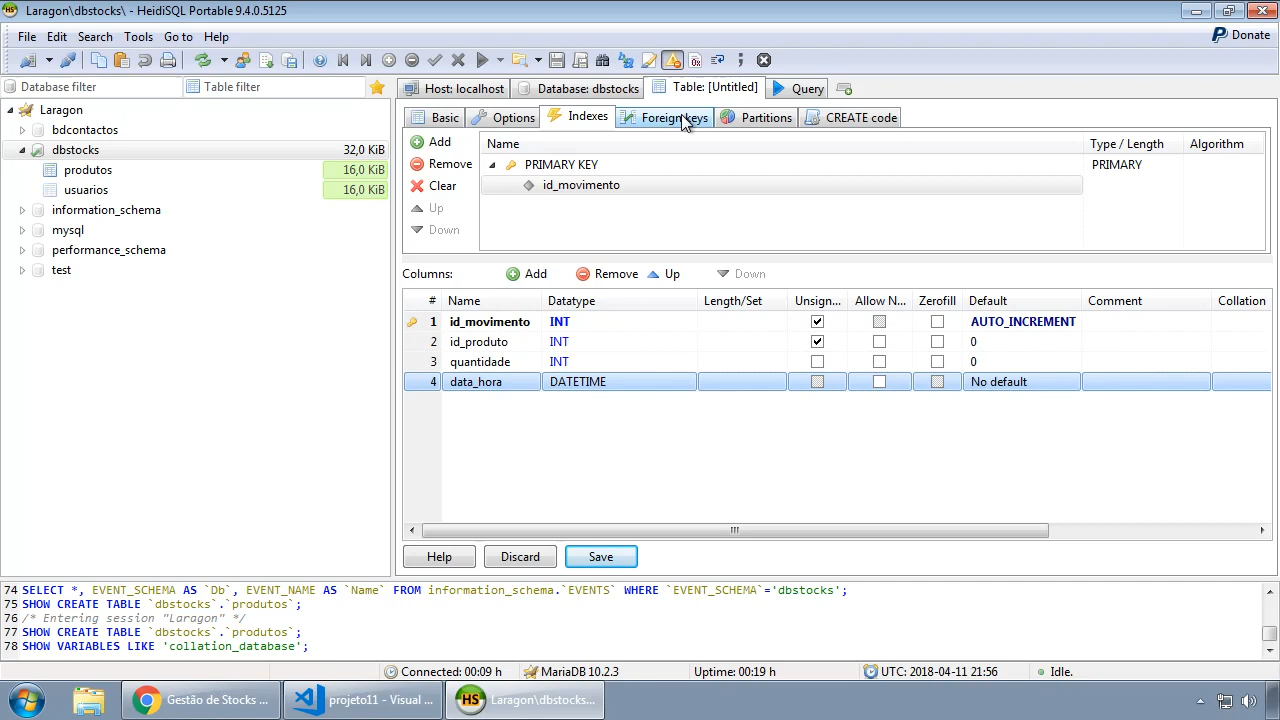 Laragon\dbstocks\ - HeidiSQL Portable 9.4.0.5125
File Edit Search Tools Go to Help
Donate
Database filter
Table filter
Host: localhost
Database: dbstocks
Table: [Untitled]
Query
Laragon
bdcontactos
dbstocks 32,0 KiB
produtos 16,0 KiB
usuarios 16,0 KiB
information_schema
mysql
performance_schema
test
Basic Options Indexes Foreign keys Partitions CREATE code
Add
Remove
Clear
Up
Down
Name Type / Length Algorithm
PRIMARY KEY PRIMARY
id_movimento
Columns: Add Remove Up Down
# Name Datatype Length/Set Unsign... Allow N... Zerofill Default Comment Collation
1 id_movimento INT AUTO_INCREMENT
2 id_produto INT 0
3 quantidade INT 0
4 data_hora DATETIME No default
Help Discard Save
74 SELECT *, EVENT_SCHEMA AS `Db`, EVENT_NAME AS `Name` FROM information_schema.`EVENTS` WHERE `EVENT_SCHEMA`='dbstocks';
75 SHOW CREATE TABLE `dbstocks`.`produtos`;
76 /* Entering session "Laragon" */
77 SHOW CREATE TABLE `dbstocks`.`produtos`;
78 SHOW VARIABLES LIKE 'collation_database';
Connected: 00:09 h
MariaDB 10.2.3
Uptime: 00:19 h
UTC: 2018-04-11 21:56
Idle.
Gestão de Stocks ...
projeto11 - Visual ...
Laragon\dbstocks...